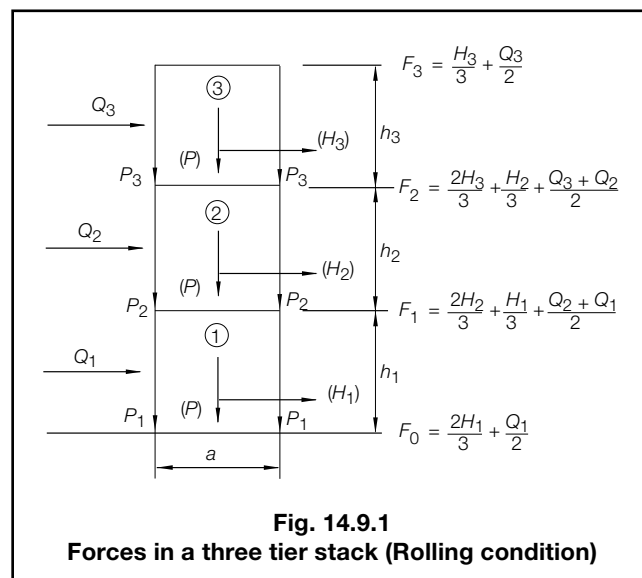 ③
F₃ = H₃/3 + Q₃/2
Q₃
(H₃)
h₃
(P)
P₃ P₃
F₂ = 2H₃/3 + H₂/3 + (Q₃ + Q₂)/2
②
Q₂
h₂
(H₂)
(P)
P₂ P₂
F₁ = 2H₂/3 + H₁/3 + (Q₂ + Q₁)/2
①
Q₁
h₁
(H₁)
(P)
P₁ P₁
F₀ = 2H₁/3 + Q₁/2
a
Fig. 14.9.1
Forces in a three tier stack (Rolling condition)